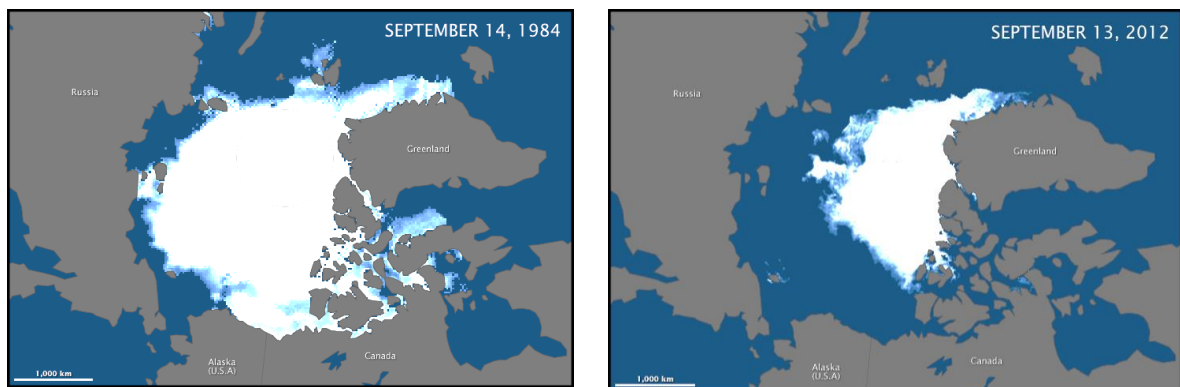 SEPTEMBER 14, 1984
Russia
Greenland
Alaska
(U.S.A)
Canada
1,000 km
SEPTEMBER 13, 2012
Russia
Greenland
Alaska
(U.S.A)
Canada
1,000 km